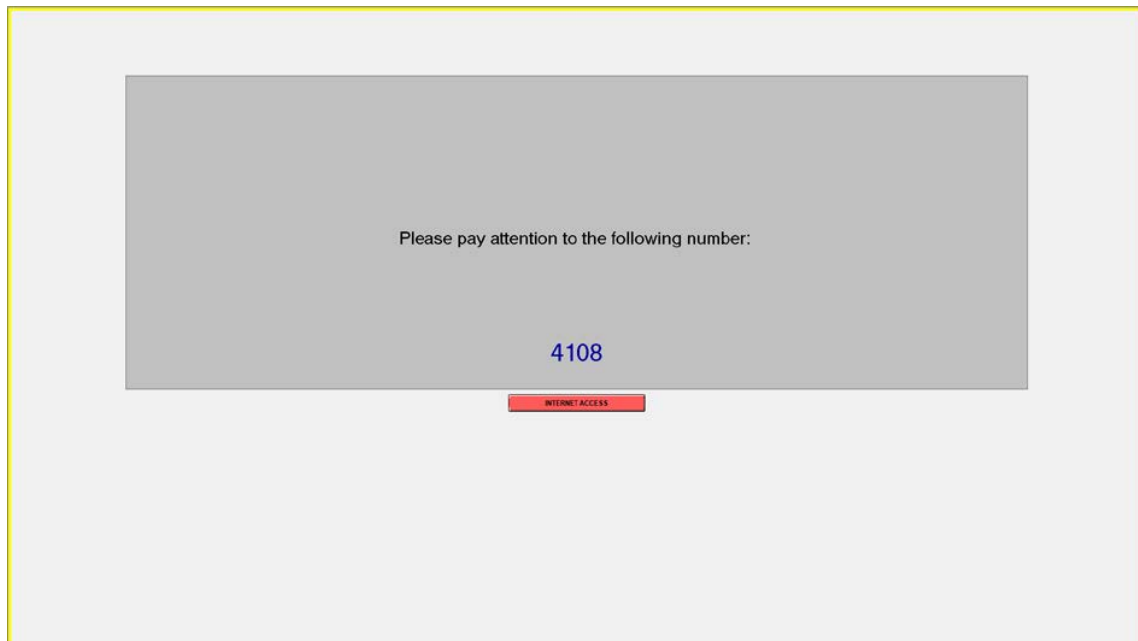 Please pay attention to the following number:
4108
INTERNET ACCESS